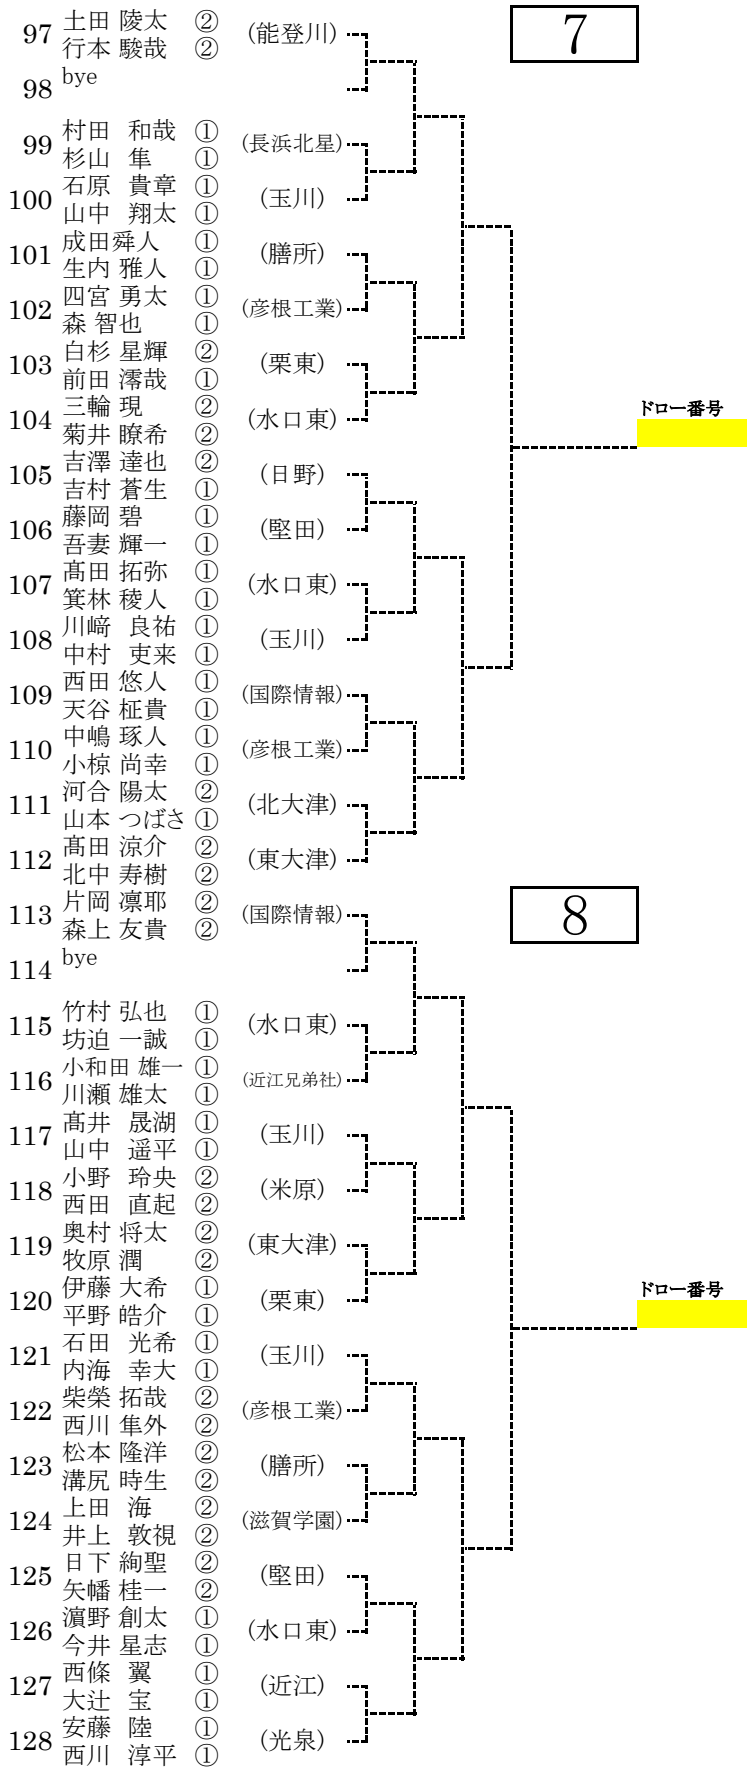 7
97 土田 陵太 ② (能登川)
行本 駿哉 ②
98 bye
99 村田 和哉 ① (長浜北星)
杉山 隼 ①
100 石原 貴章 ① (玉川)
山中 翔太 ①
101 成田舜人 ① (膳所)
生内 雅人 ①
102 四宮 勇太 ① (彦根工業)
森 智也 ①
103 白杉 星輝 ② (栗東)
前田 澪哉 ①
104 三輪 現 ② (水口東)
菊井 瞭希 ②
ドロー番号
105 吉澤 達也 ② (日野)
吉村 蒼生 ①
106 藤岡 碧 ① (堅田)
吾妻 輝一 ①
107 髙田 拓弥 ① (水口東)
箕林 稜人 ①
108 川﨑 良祐 ① (玉川)
中村 吏来 ①
109 西田 悠人 ① (国際情報)
天谷 柾貴 ①
110 中嶋 琢人 ① (彦根工業)
小椋 尚幸 ①
111 河合 陽太 ② (北大津)
山本 つばさ ①
112 髙田 涼介 ② (東大津)
北中 寿樹 ②
8
113 片岡 凛耶 ② (国際情報)
森上 友貴 ②
114 bye
115 竹村 弘也 ① (水口東)
坊迫 一誠 ①
116 小和田 雄一 ① (近江兄弟社)
川瀬 雄太 ①
117 髙井 晟湖 ① (玉川)
山中 遥平 ①
118 小野 玲央 ② (米原)
西田 直起 ②
119 奥村 将太 ② (東大津)
牧原 潤 ②
120 伊藤 大希 ① (栗東)
平野 皓介 ①
ドロー番号
121 石田 光希 ① (玉川)
内海 幸大 ①
122 柴榮 拓哉 ② (彦根工業)
西川 隼外 ②
123 松本 隆洋 ② (膳所)
溝尻 時生 ②
124 上田 海 ② (滋賀学園)
井上 敦視 ②
125 日下 絢聖 ② (堅田)
矢幡 桂一 ②
126 濵野 創太 ① (水口東)
今井 星志 ①
127 西條 翼 ① (近江)
大辻 宝 ①
128 安藤 陸 ① (光泉)
西川 淳平 ①